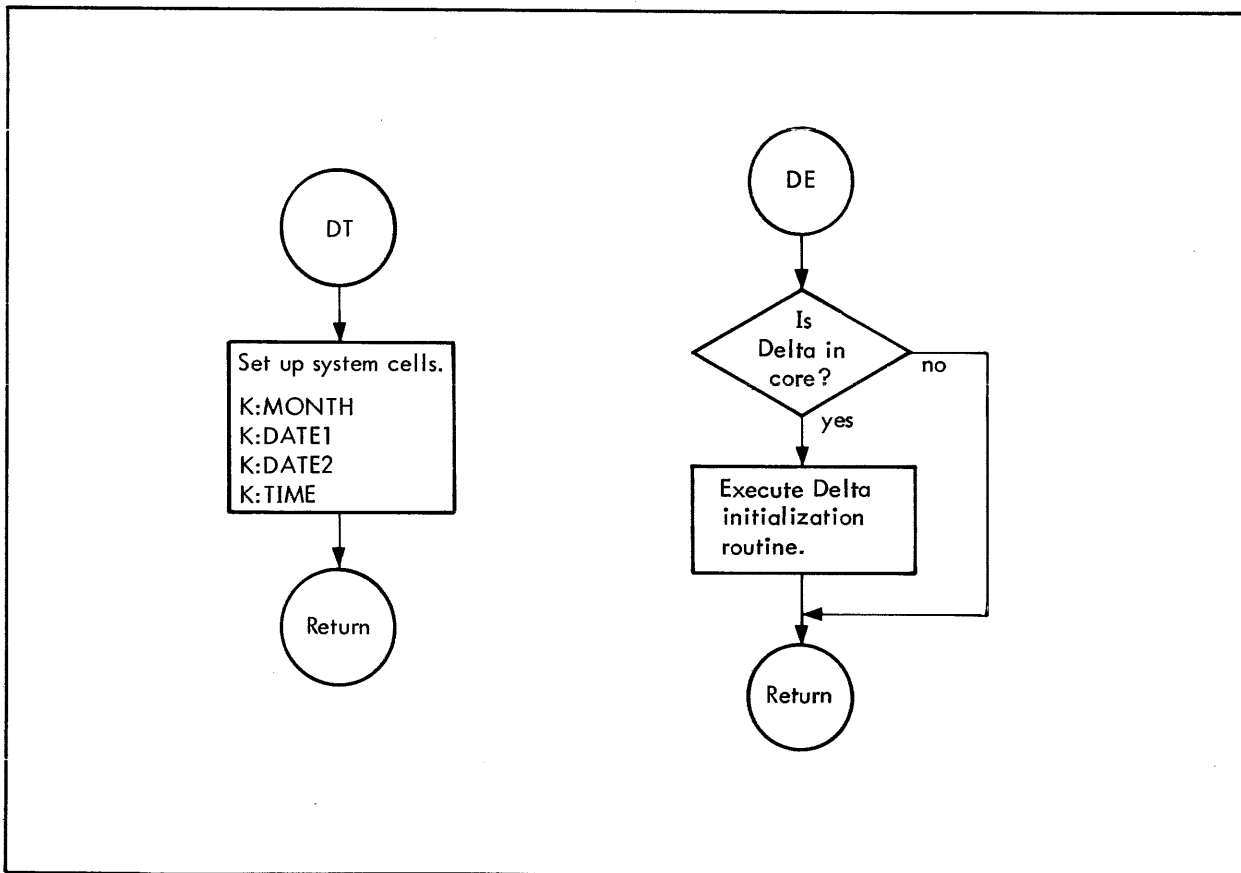 DT
Set up system cells.
K:MONTH
K:DATE1
K:DATE2
K:TIME
Return
DE
Is
Delta in
core?
no
yes
Execute Delta
initialization
routine.
Return